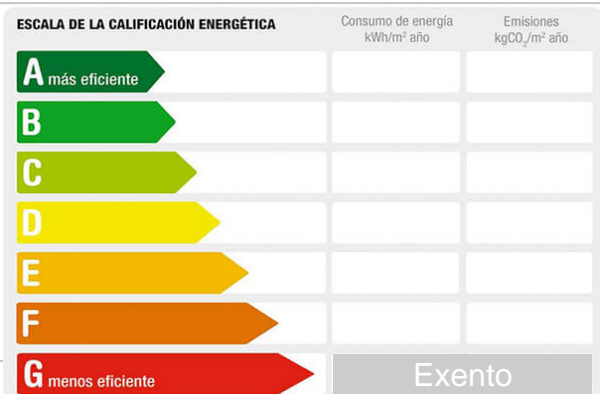 ESCALA DE LA CALIFICACIÓN ENERGÉTICA
Consumo de energía
kWh/m² año
Emisiones
kgCO₂/m² año
A más eficiente
B
C
D
E
F
G menos eficiente
Exento